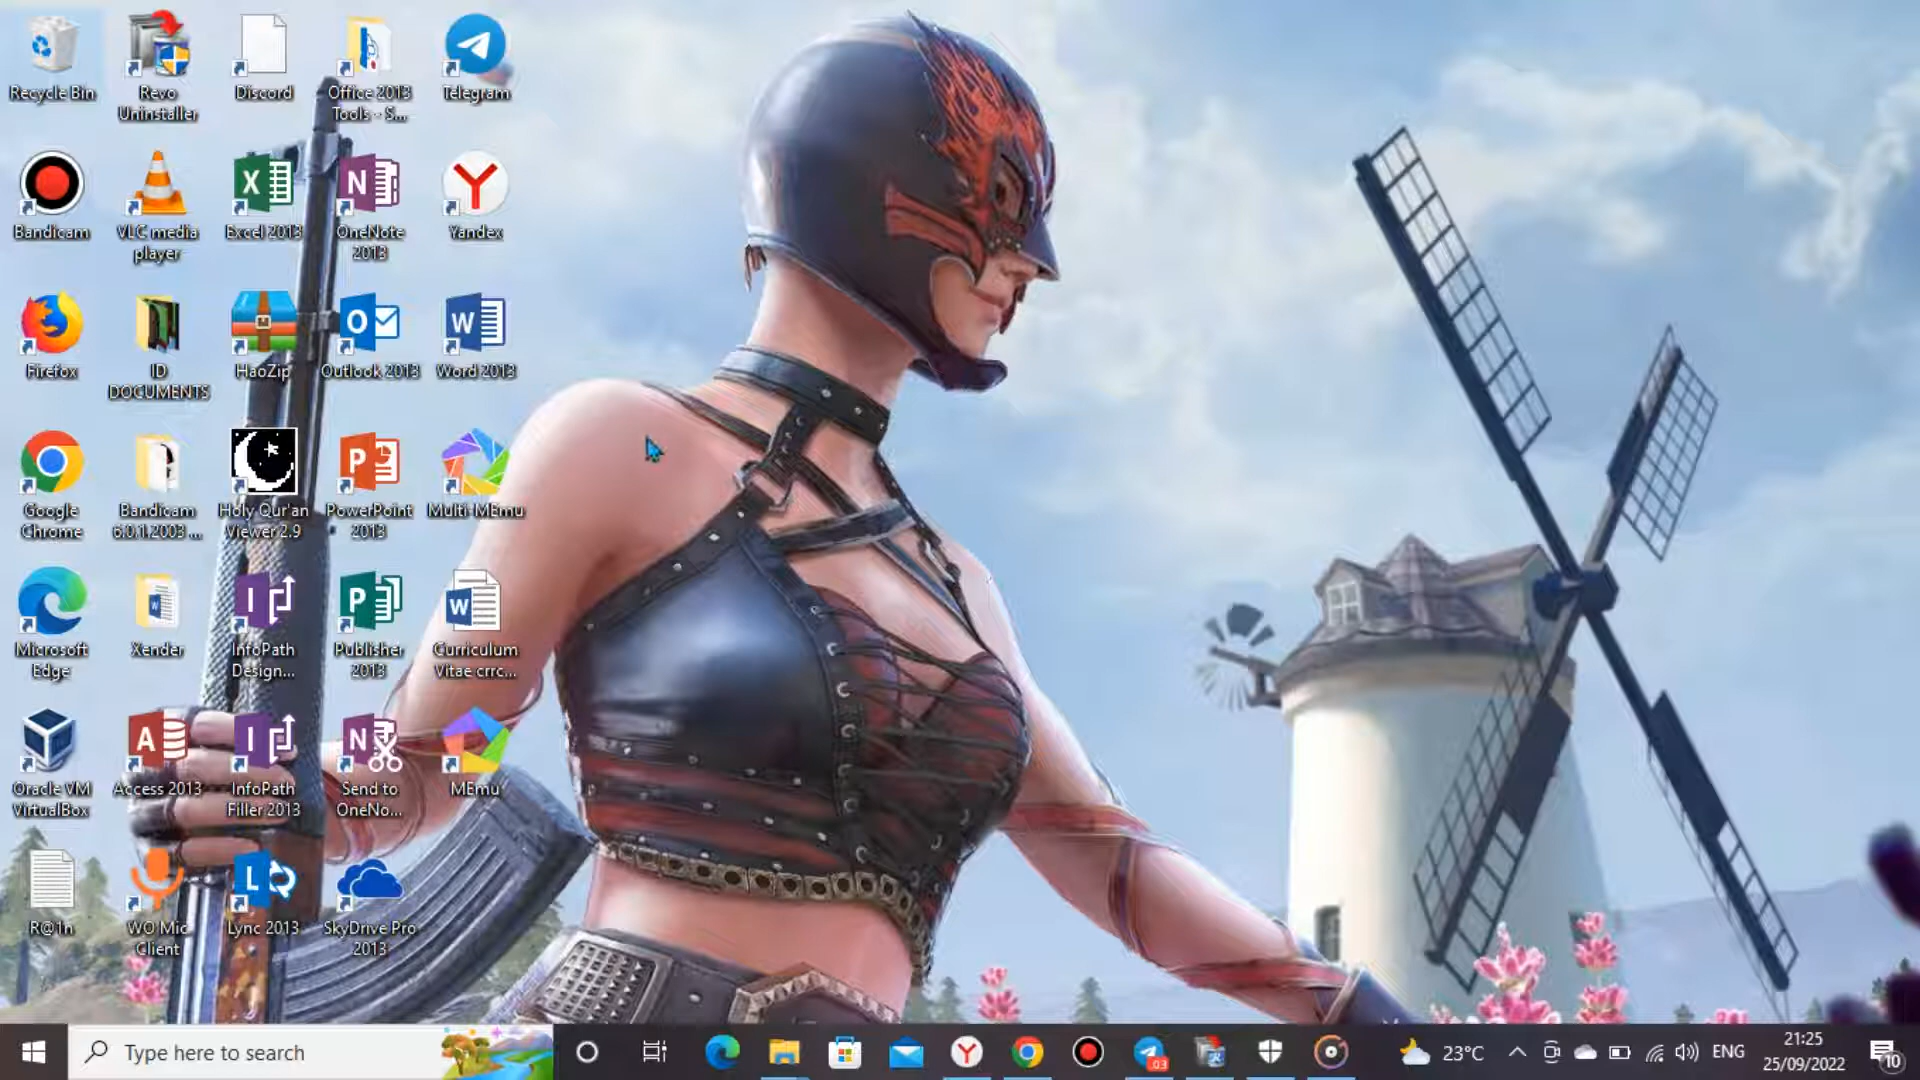 Recycle Bin
Revo
Uninstaller
Discord
Office 2013
Tools - S...
Telegram
Bandicam
VLC media
player
Excel 2013
OneNote
2013
Yandex
Firefox
ID
DOCUMENTS
HaoZip
Outlook 2013
Word 2013
Google
Chrome
Bandicam
6.0.1.2003 ...
Holy Qur'an
Viewer 2.9
PowerPoint
2013
Multi-MEmu
Microsoft
Edge
Xender
InfoPath
Design...
Publisher
2013
Curriculum
Vitae crrc...
Oracle VM
VirtualBox
Access 2013
InfoPath
Filler 2013
Send to
OneNo...
MEmu
R@1n
WO Mic
Client
Lync 2013
SkyDrive Pro
2013
Type here to search
03
23°C
ENG
21:25
25/09/2022
10